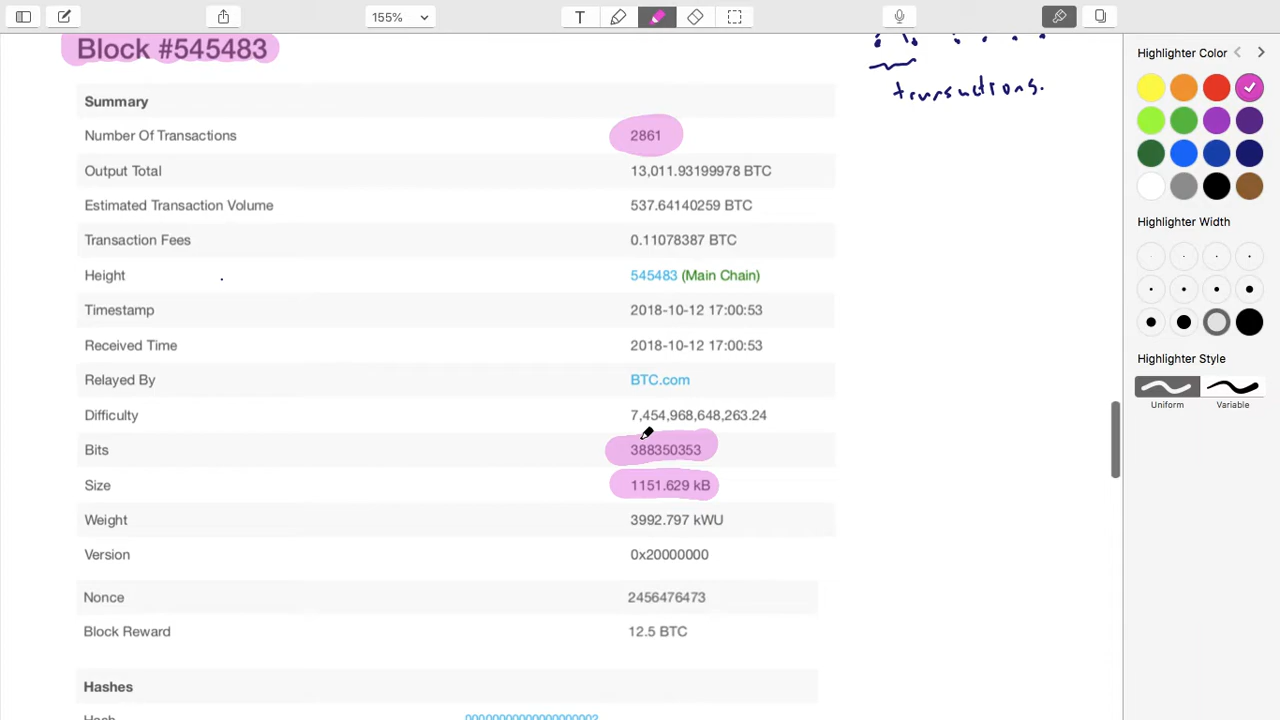 155%
T
Block #545483
transactions.
Summary
Number Of Transactions 2861
Output Total 13,011.93199978 BTC
Estimated Transaction Volume 537.64140259 BTC
Transaction Fees 0.11078387 BTC
Height 545483 (Main Chain)
Timestamp 2018-10-12 17:00:53
Received Time 2018-10-12 17:00:53
Relayed By BTC.com
Difficulty 7,454,968,648,263.24
Bits 388350353
Size 1151.629 kB
Weight 3992.797 kWU
Version 0x20000000
Nonce 2456476473
Block Reward 12.5 BTC
Hashes
Hash
Highlighter Color
Highlighter Width
Highlighter Style
Uniform Variable